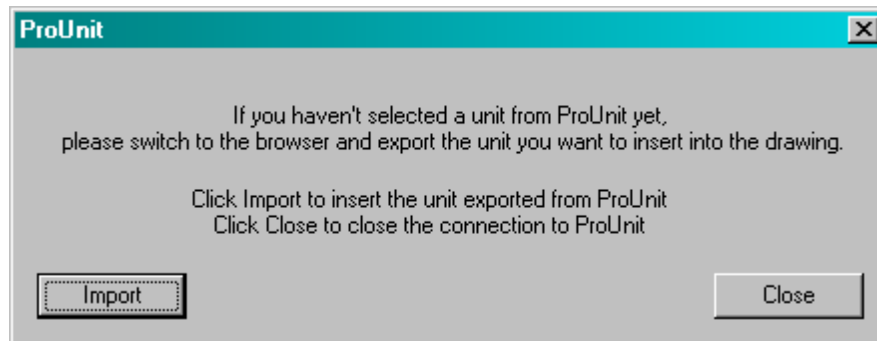 ProUnit
If you haven't selected a unit from ProUnit yet,
please switch to the browser and export the unit you want to insert into the drawing.
Click Import to insert the unit exported from ProUnit
Click Close to close the connection to ProUnit
Import
Close